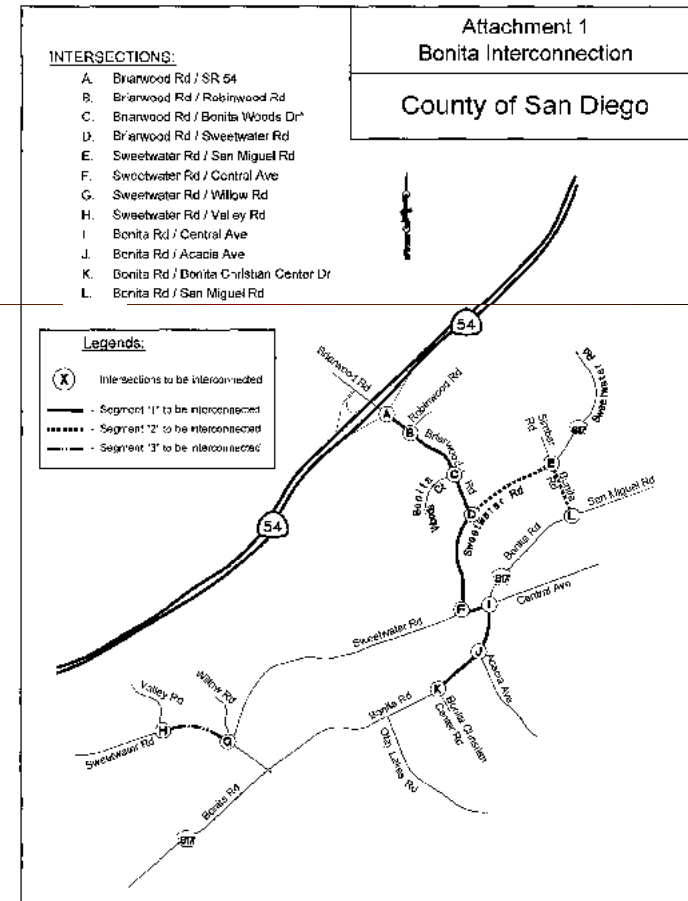 Attachment 1
Bonita Interconnection
County of San Diego
INTERSECTIONS:
A. Briarwood Rd / SR 54
B. Briarwood Rd / Robinwood Rd
C. Briarwood Rd / Bonita Woods Dr*
D. Briarwood Rd / Sweetwater Rd
E. Sweetwater Rd / San Miguel Rd
F. Sweetwater Rd / Central Ave
G. Sweetwater Rd / Willow Rd
H. Sweetwater Rd / Valley Rd
I Bonita Rd / Central Ave
J. Bonita Rd / Acacia Ave
K. Bonita Rd / Bonita Christian Center Dr
L. Bonita Rd / San Miguel Rd
Legends:
X - Intersections to be interconnected
- Segment "1" to be interconnected
- Segment "2" to be interconnected
- Segment "3" to be interconnected
54
Briarwood Rd
Robinwood Rd
A
B
Briarwood Rd
Sweetwater Rd
Rd
E
Bonita Rd
C
Bonita
Woods
Ct
D
Sweetwater Rd
San Miguel Rd
L
54
Bonita Rd
S17
F
I
Central Ave
Sweetwater Rd
J
Acacia Ave
K
Bonita Christian
Center Rd
Bonita Rd
Otay Lakes Rd
Valley Rd
Willow Rd
H
G
Sweetwater Rd
Bonita Rd